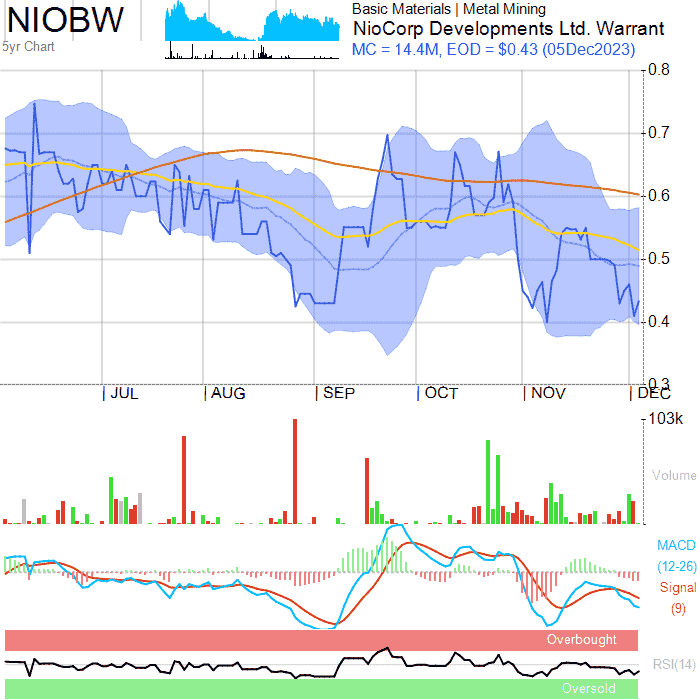 NIOBW
5yr Chart
Basic Materials | Metal Mining
NioCorp Developments Ltd. Warrant
MC = 14.4M, EOD = $0.43 (05Dec2023)
0.8
0.7
0.6
0.5
0.4
0.3
JUL AUG SEP OCT NOV DEC
103k
Volume
MACD
(12-26)
Signal
(9)
Overbought
RSI(14)
Oversold